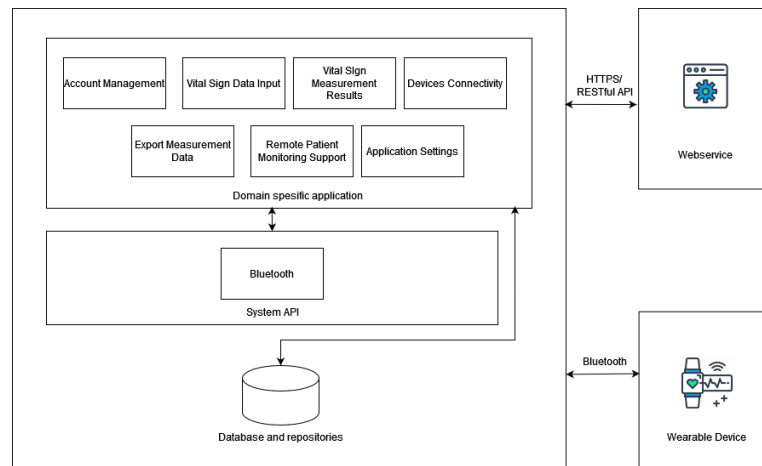 Account Management
Vital Sign Data Input
Vital SIgn
Measurement
Results
Devices Connectivity
Export Measurement
Data
Remote Patient
Monitoring Support
Application Settings
Domain spesific application
Bluetooth
System API
Database and repositories
HTTPS/
RESTful API
Webservice
Bluetooth
Wearable Device